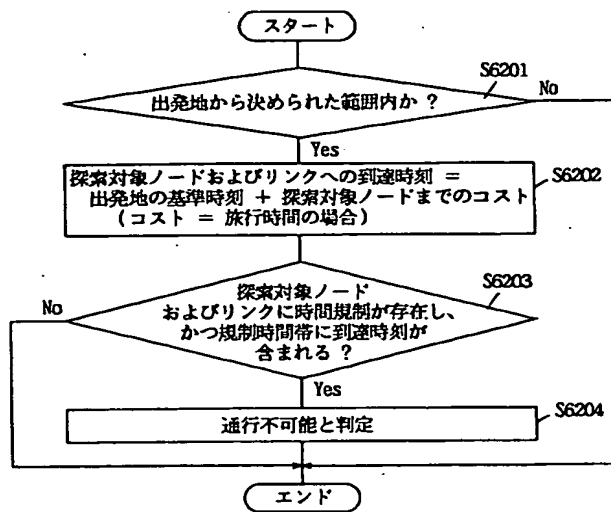 スタート
S6201
出発地から決められた範囲内か ?
No
Yes
S6202
探索対象ノードおよびリンクへの到達時刻 =
出発地の基準時刻 + 探索対象ノードまでのコスト
(コスト = 旅行時間の場合)
S6203
No
探索対象ノード
およびリンクに時間規制が存在し、
かつ規制時間帯に到達時刻が
含まれる ?
Yes
S6204
通行不可能と判定
エンド